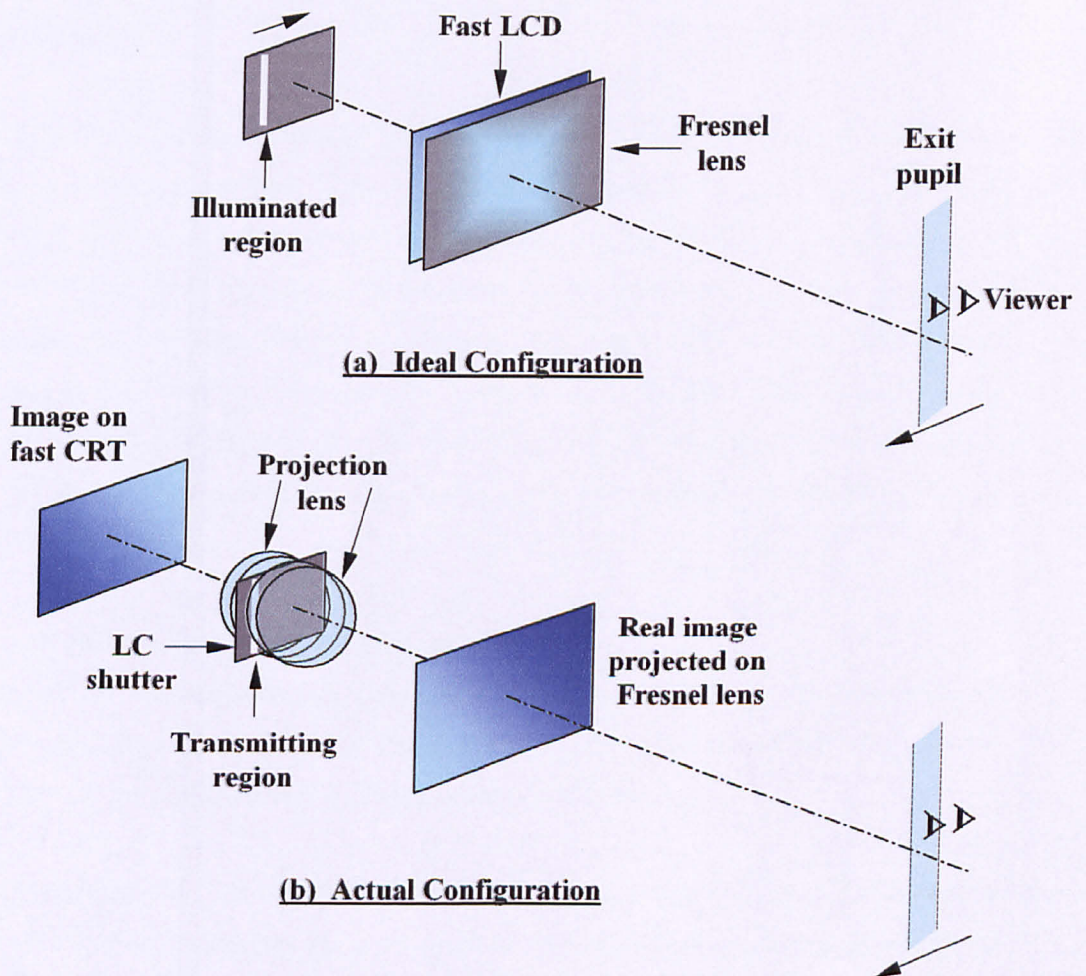 Fast LCD
Fresnel
lens
Exit
pupil
Illuminated
region
Viewer
(a) Ideal Configuration
Image on
fast CRT
Projection
lens
LC
shutter
Real image
projected on
Fresnel lens
Transmitting
region
(b) Actual Configuration